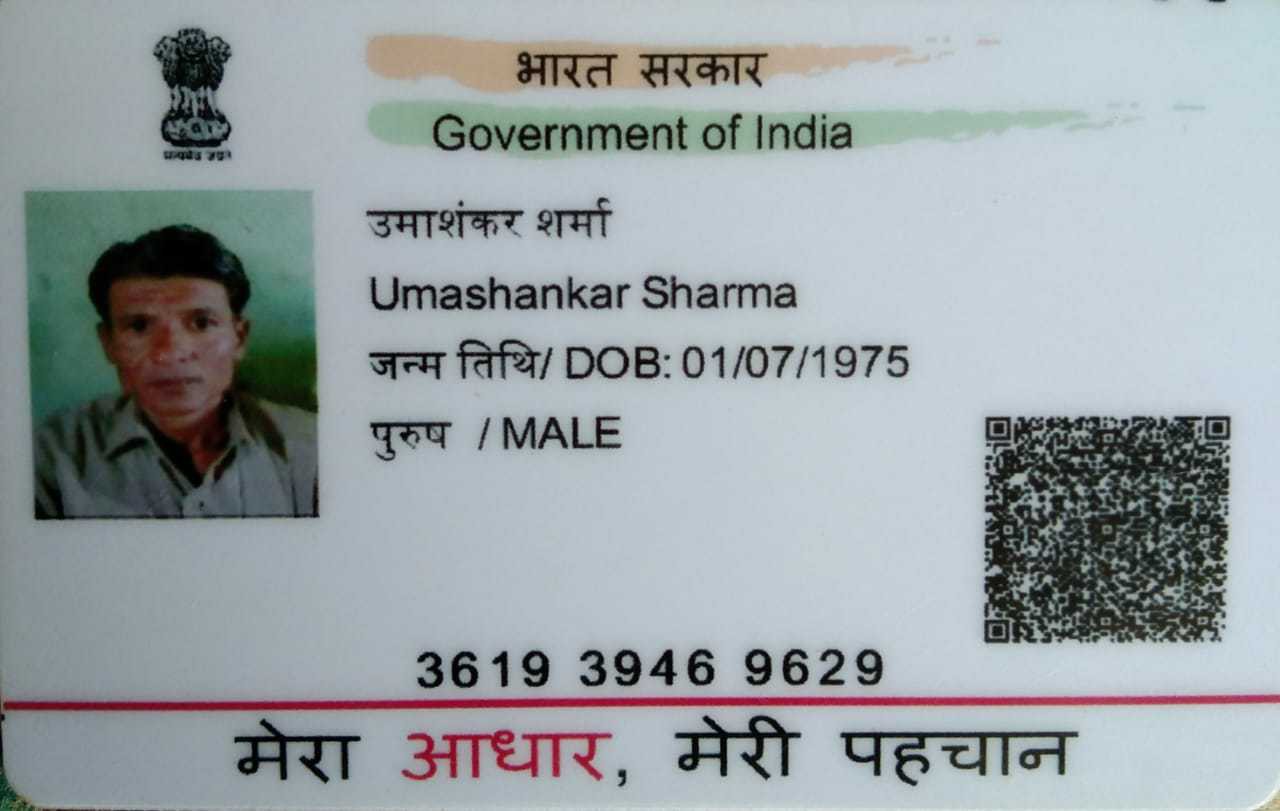 भारत सरकार
Government of India
सत्यमेव जयते
उमाशंकर शर्मा
Umashankar Sharma
जन्म तिथि/ DOB: 01/07/1975
पुरुष / MALE
3619 3946 9629
मेरा आधार, मेरी पहचान